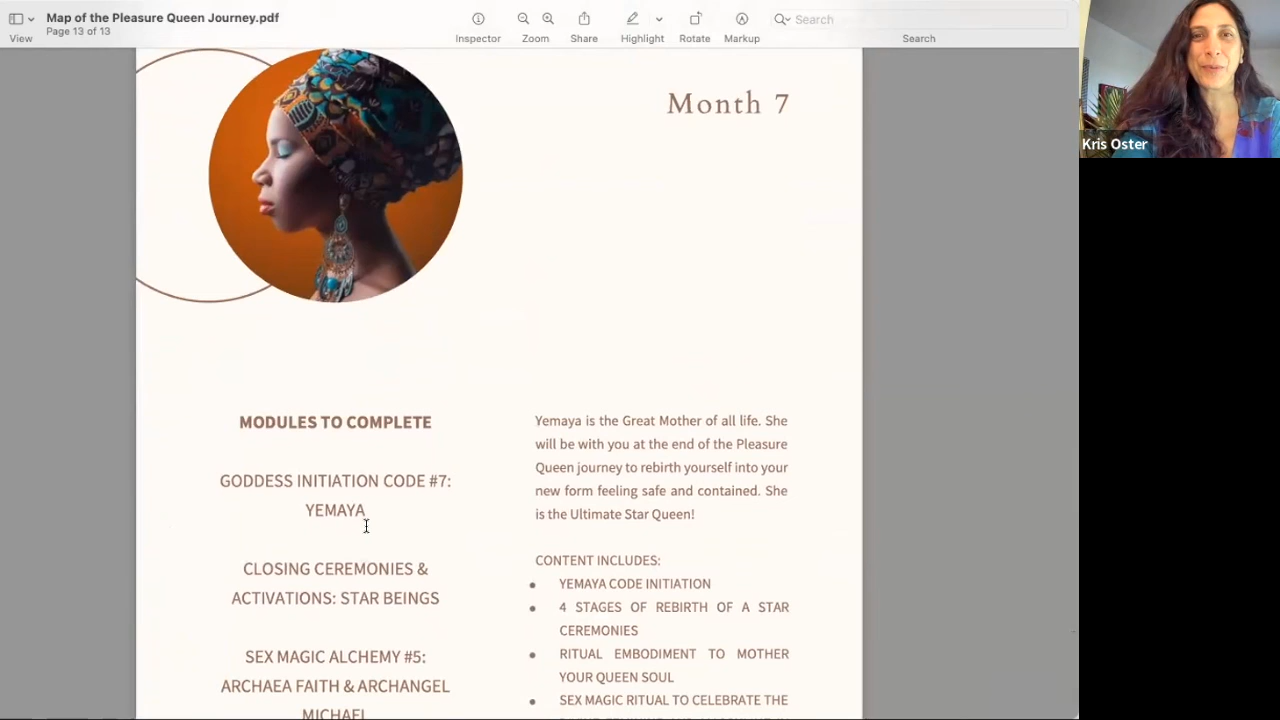 Map of the Pleasure Queen Journey.pdf
Page 13 of 13
View
Inspector
Zoom
Share
Highlight
Rotate
Markup
Search
Search
Kris Oster
Month 7
MODULES TO COMPLETE
GODDESS INITIATION CODE #7:
YEMAYA
CLOSING CEREMONIES &
ACTIVATIONS: STAR BEINGS
SEX MAGIC ALCHEMY #5:
ARCHAEA FAITH & ARCHANGEL
MICHAEL
Yemaya is the Great Mother of all life. She
will be with you at the end of the Pleasure
Queen journey to rebirth yourself into your
new form feeling safe and contained. She
is the Ultimate Star Queen!
CONTENT INCLUDES:
• YEMAYA CODE INITIATION
• 4 STAGES OF REBIRTH OF A STAR
CEREMONIES
• RITUAL EMBODIMENT TO MOTHER
YOUR QUEEN SOUL
• SEX MAGIC RITUAL TO CELEBRATE THE